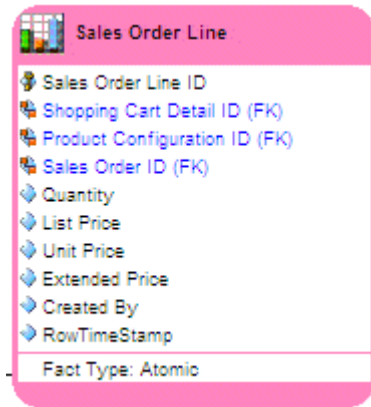 Sales Order Line
Sales Order Line ID
Shopping Cart Detail ID (FK)
Product Configuration ID (FK)
Sales Order ID (FK)
Quantity
List Price
Unit Price
Extended Price
Created By
RowTimeStamp
Fact Type: Atomic